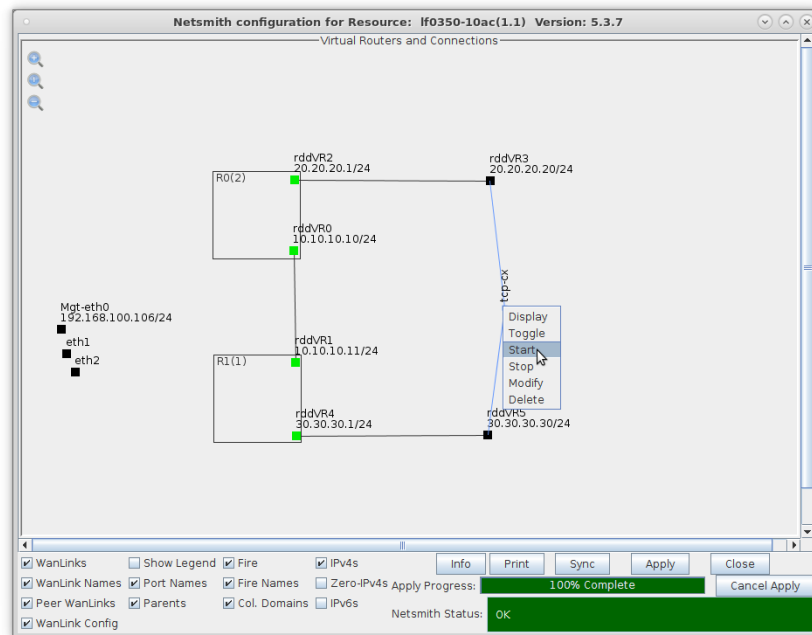 Netsmith configuration for Resource: lf0350-10ac(1.1) Version: 5.3.7
Virtual Routers and Connections
rddVR2
20.20.20.1/24
rddVR3
20.20.20.20/24
R0(2)
rddVR0
10.10.10.10/24
tcp-cx
Mgt-eth0
192.168.100.106/24
eth1
eth2
Display
Toggle
Start
Stop
Modify
Delete
rddVR1
10.10.10.11/24
R1(1)
rddVR4
30.30.30.1/24
rddVR5
30.30.30.30/24
WanLinks Show Legend Fire IPv4s Info Print Sync Apply Close
WanLink Names Port Names Fire Names Zero-IPv4s Apply Progress: 100% Complete Cancel Apply
Peer WanLinks Parents Col. Domains IPv6s Netsmith Status: OK
WanLink Config